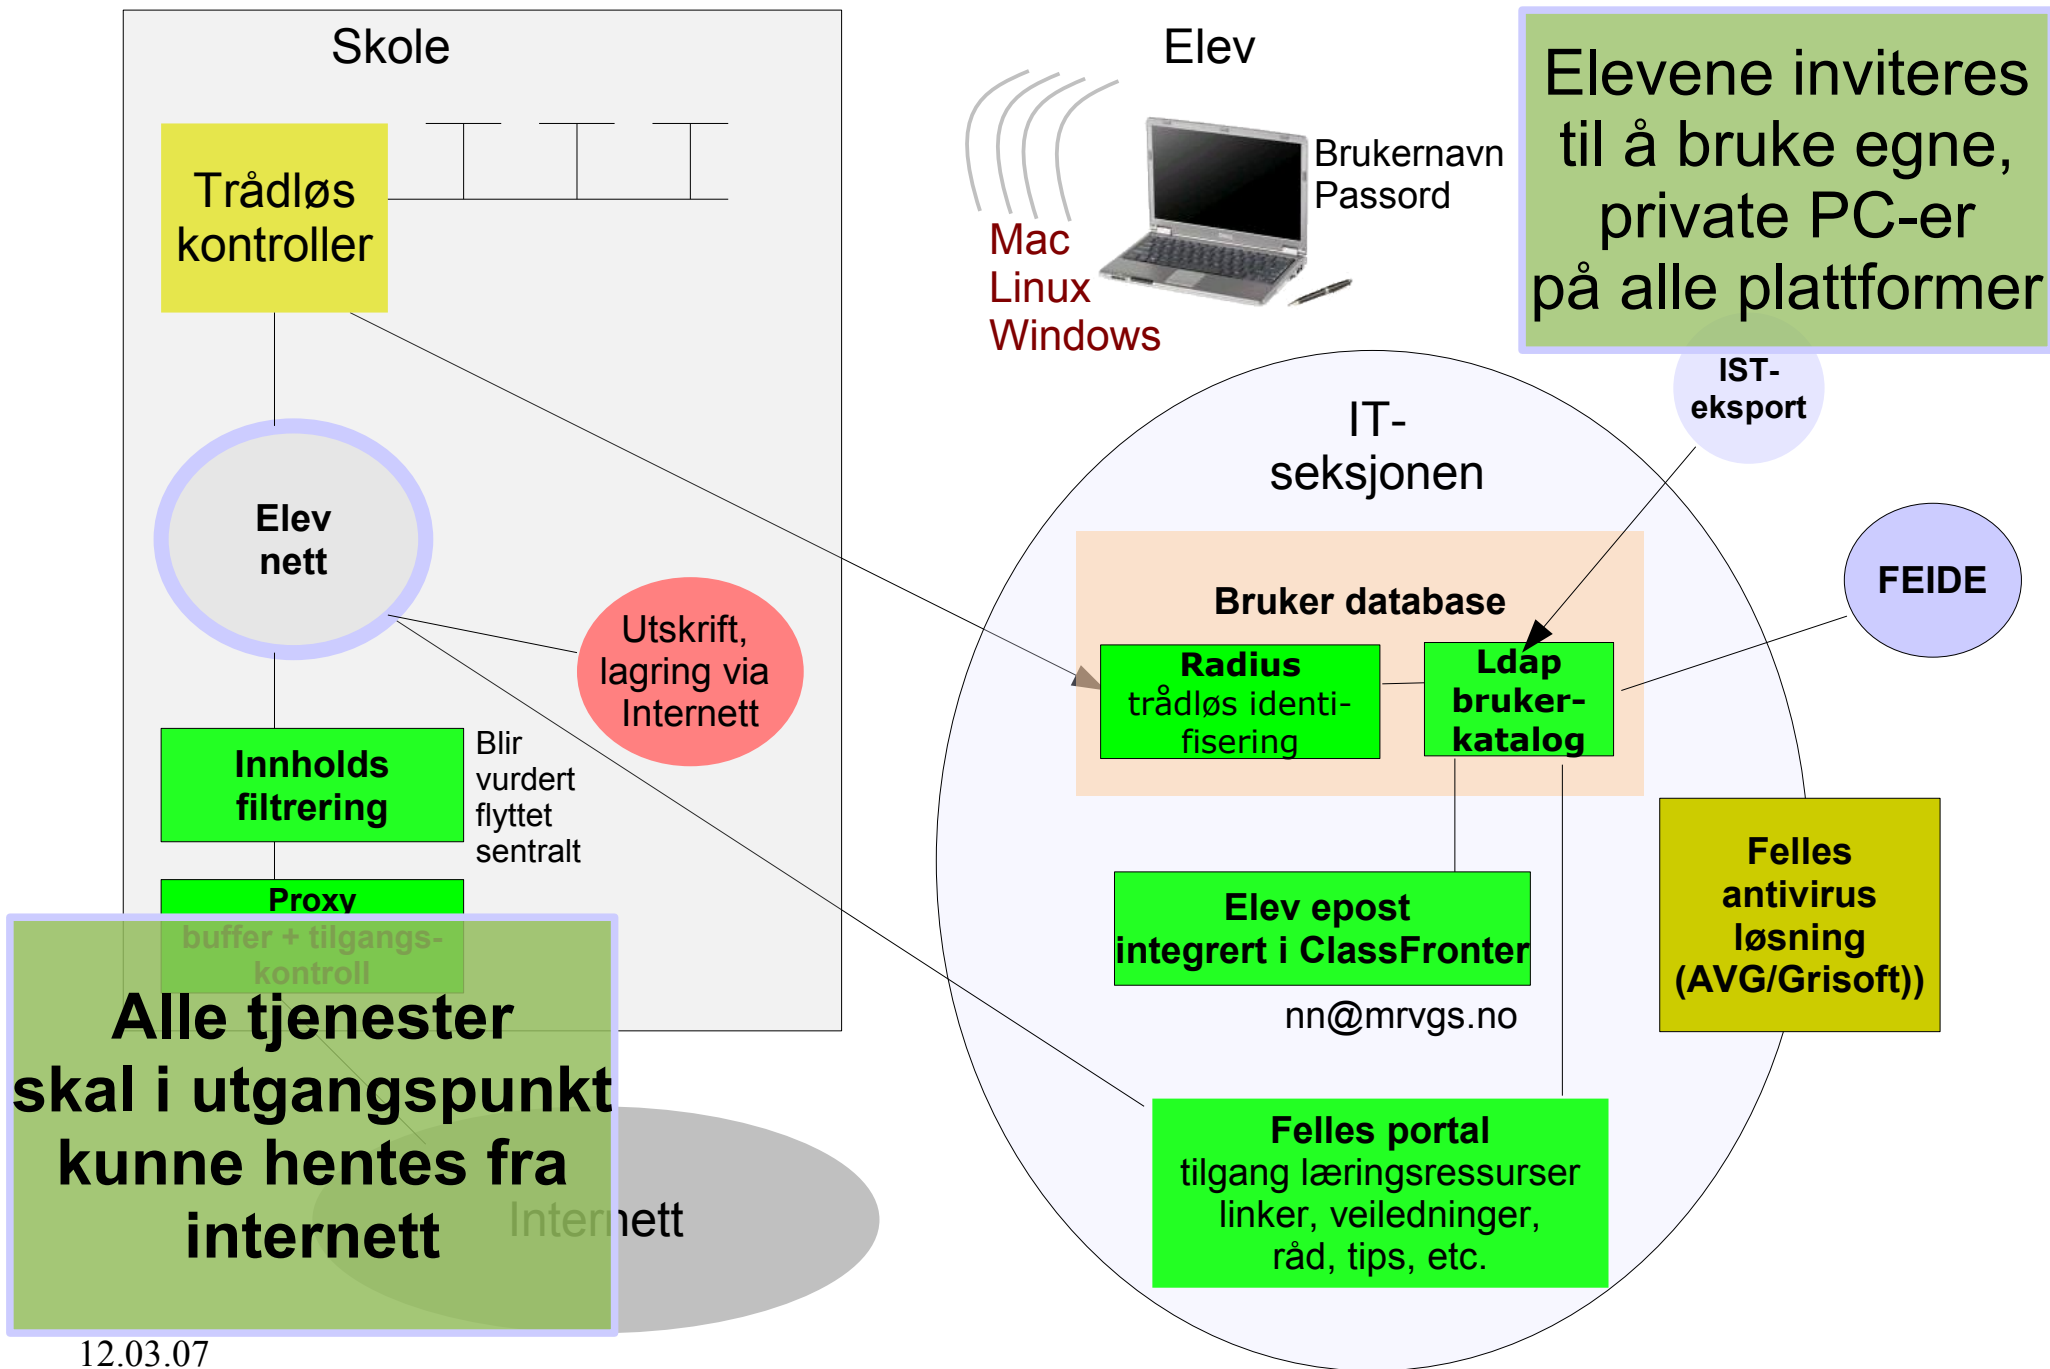 Skole
Trådløs
kontroller
Elev
nett
Utskrift,
lagring via
Internett
Innholds
filtrering
Blir
vurdert
flyttet
sentralt
Proxy
buffer + tilgangs-
kontroll
Alle tjenester
skal i utgangspunkt
kunne hentes fra
internett
Internett
12.03.07
Elev
Brukernavn
Passord
Mac
Linux
Windows
Elevene inviteres
til å bruke egne,
private PC-er
på alle plattformer
IST-
eksport
IT-
seksjonen
FEIDE
Bruker database
Radius
trådløs identi-
fisering
Ldap
bruker-
katalog
Elev epost
integrert i ClassFronter
nn@mrvgs.no
Felles
antivirus
løsning
(AVG/Grisoft))
Felles portal
tilgang læringsressurser
linker, veiledninger,
råd, tips, etc.